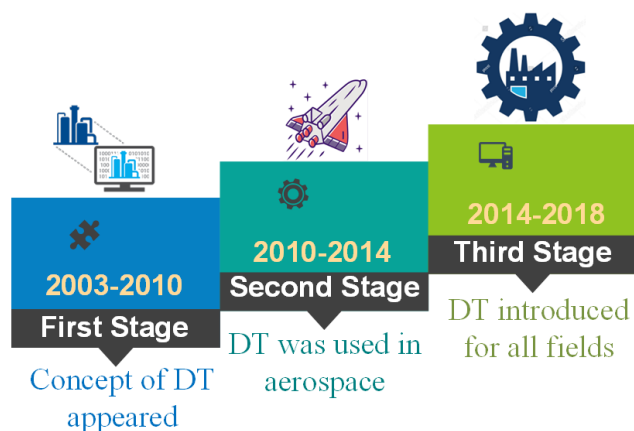 2003-2010
First Stage
Concept of DT
appeared
2010-2014
Second Stage
DT was used in
aerospace
2014-2018
Third Stage
DT introduced
for all fields